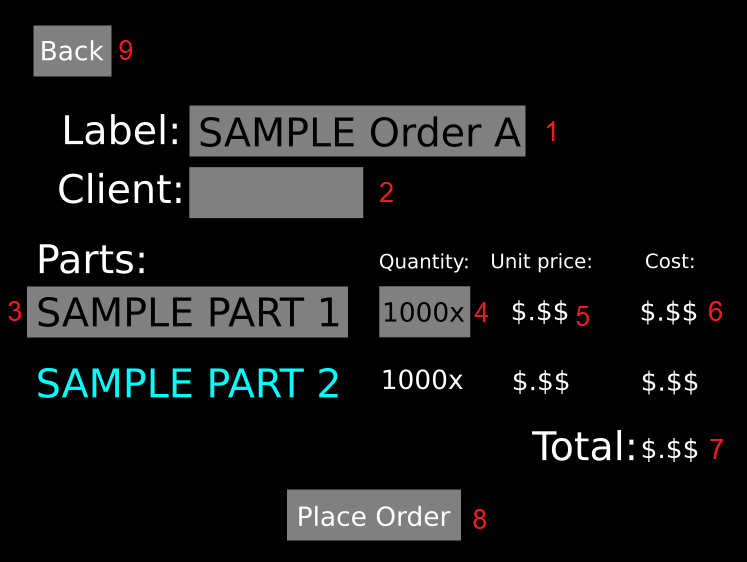 Back 9
Label: SAMPLE Order A 1
Client: 2
Parts: Quantity: Unit price: Cost:
3 SAMPLE PART 1 1000x 4 $.$$ 5 $.$$ 6
SAMPLE PART 2 1000x $.$$ $.$$
Total: $.$$ 7
Place Order 8